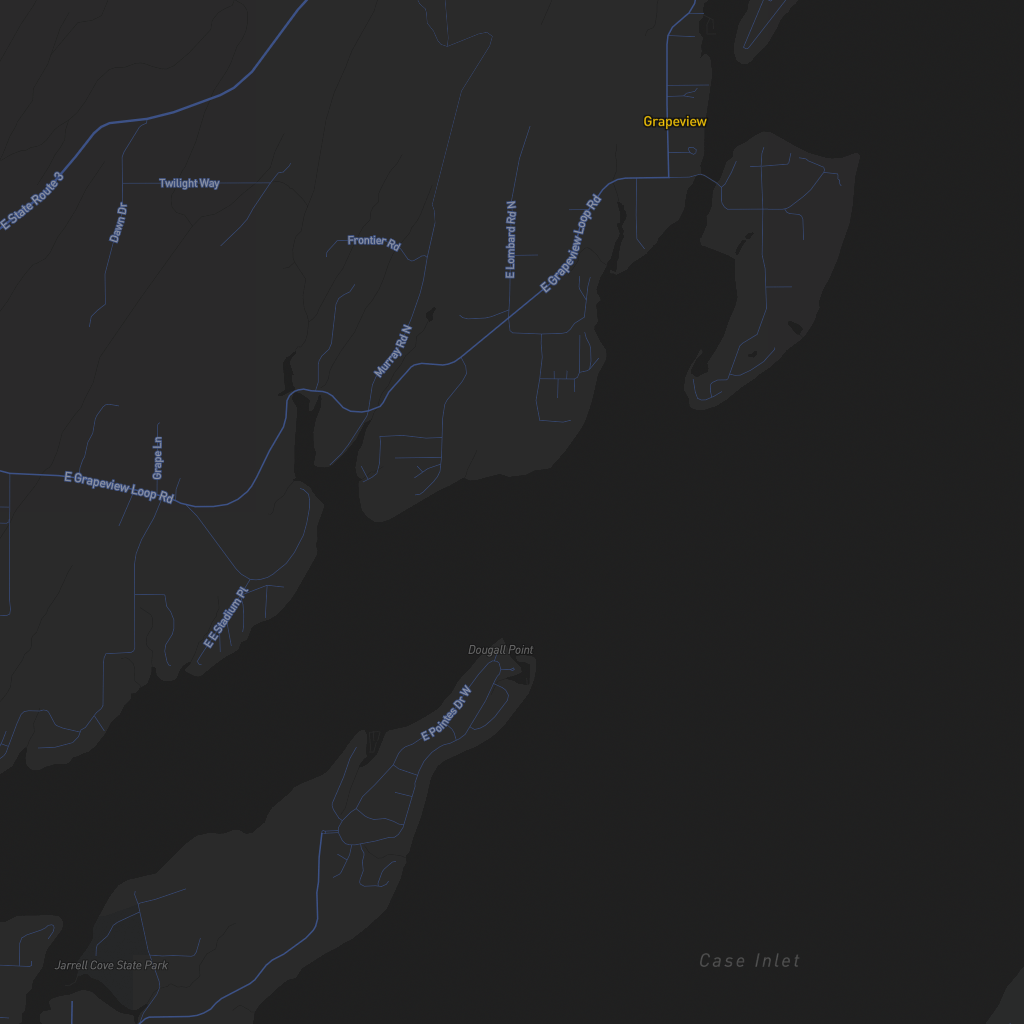 Grapeview
Twilight Way
E State Route 3
Dawn Dr
Frontier Rd
E Lombard Rd N
E Grapeview Loop Rd
Murray Rd N
Grape Ln
E Grapeview Loop Rd
E E Stadium Pl
Dougall Point
E Pointes Dr W
Case Inlet
Jarrell Cove State Park